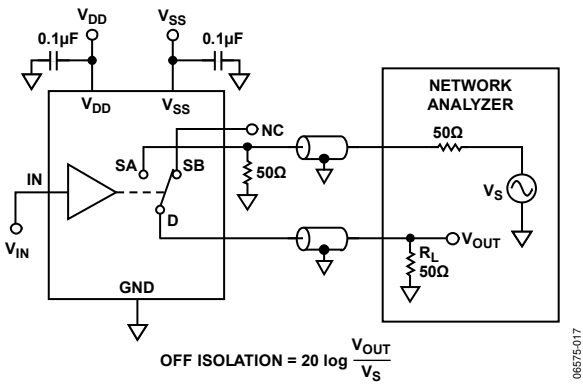 VDD
VSS
0.1µF
0.1µF
VDD
VSS
NETWORK
ANALYZER
NC
50Ω
SA
SB
50Ω
IN
VS
D
VOUT
VIN
RL
50Ω
GND
OFF ISOLATION = 20 log VOUT
VS
06575-017